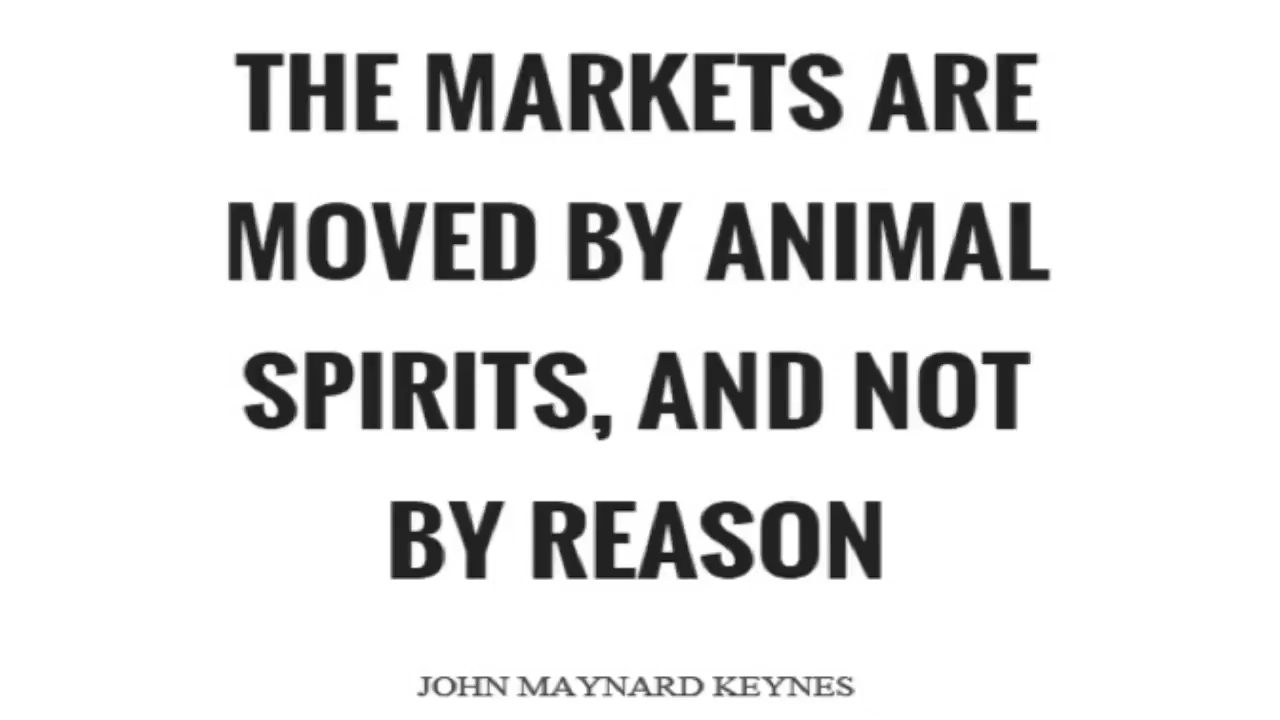 THE MARKETS ARE
MOVED BY ANIMAL
SPIRITS, AND NOT
BY REASON
JOHN MAYNARD KEYNES